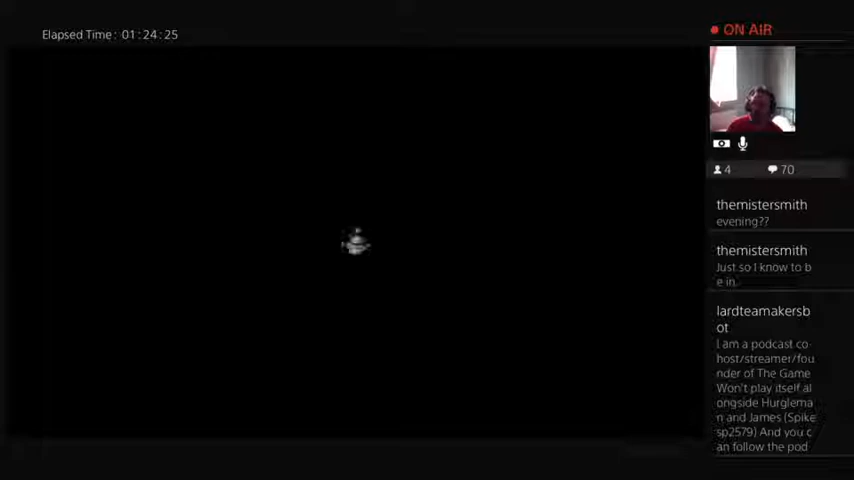 Elapsed Time: 01:24:25
ON AIR
4 70
themistersmith
evening??
themistersmith
Just so I know to b
e in.
lardteamakersb
ot
I am a podcast co-
host/streamer/fou
nder of The Game
Won't play itself al
ongside Hurglema
n and James (Spike
sp2579) And you c
an follow the pod